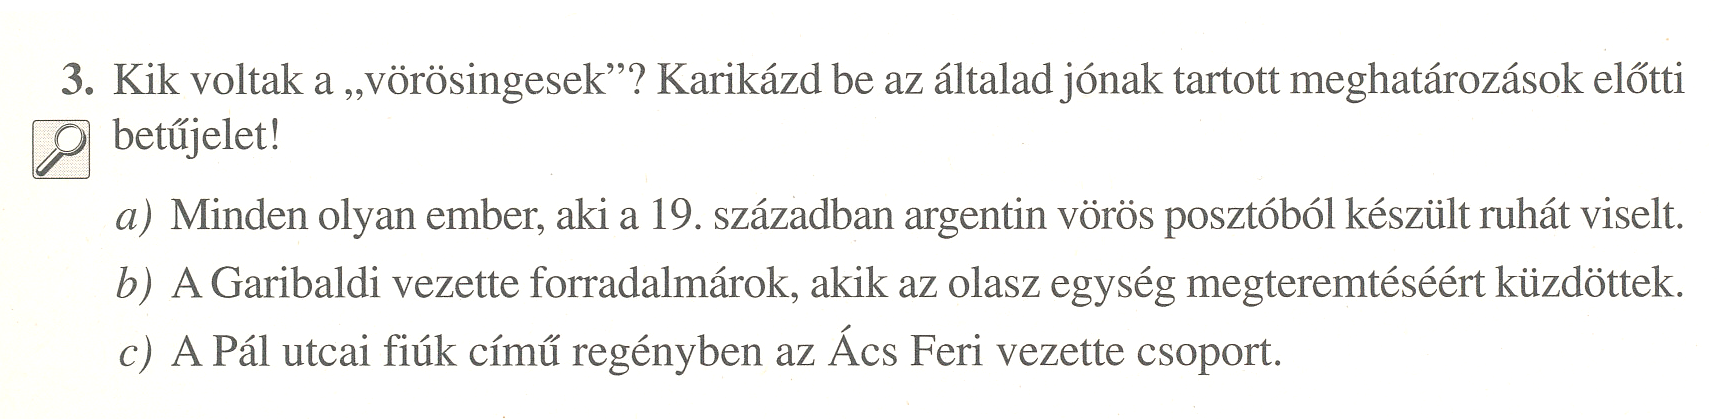 3. Kik voltak a „vörösingesek”? Karikázd be az általad jónak tartott meghatározások előtti
betűjelet!
a) Minden olyan ember, aki a 19. században argentin vörös posztóból készült ruhát viselt.
b) A Garibaldi vezette forradalmárok, akik az olasz egység megteremtéséért küzdöttek.
c) A Pál utcai fiúk című regényben az Ács Feri vezette csoport.